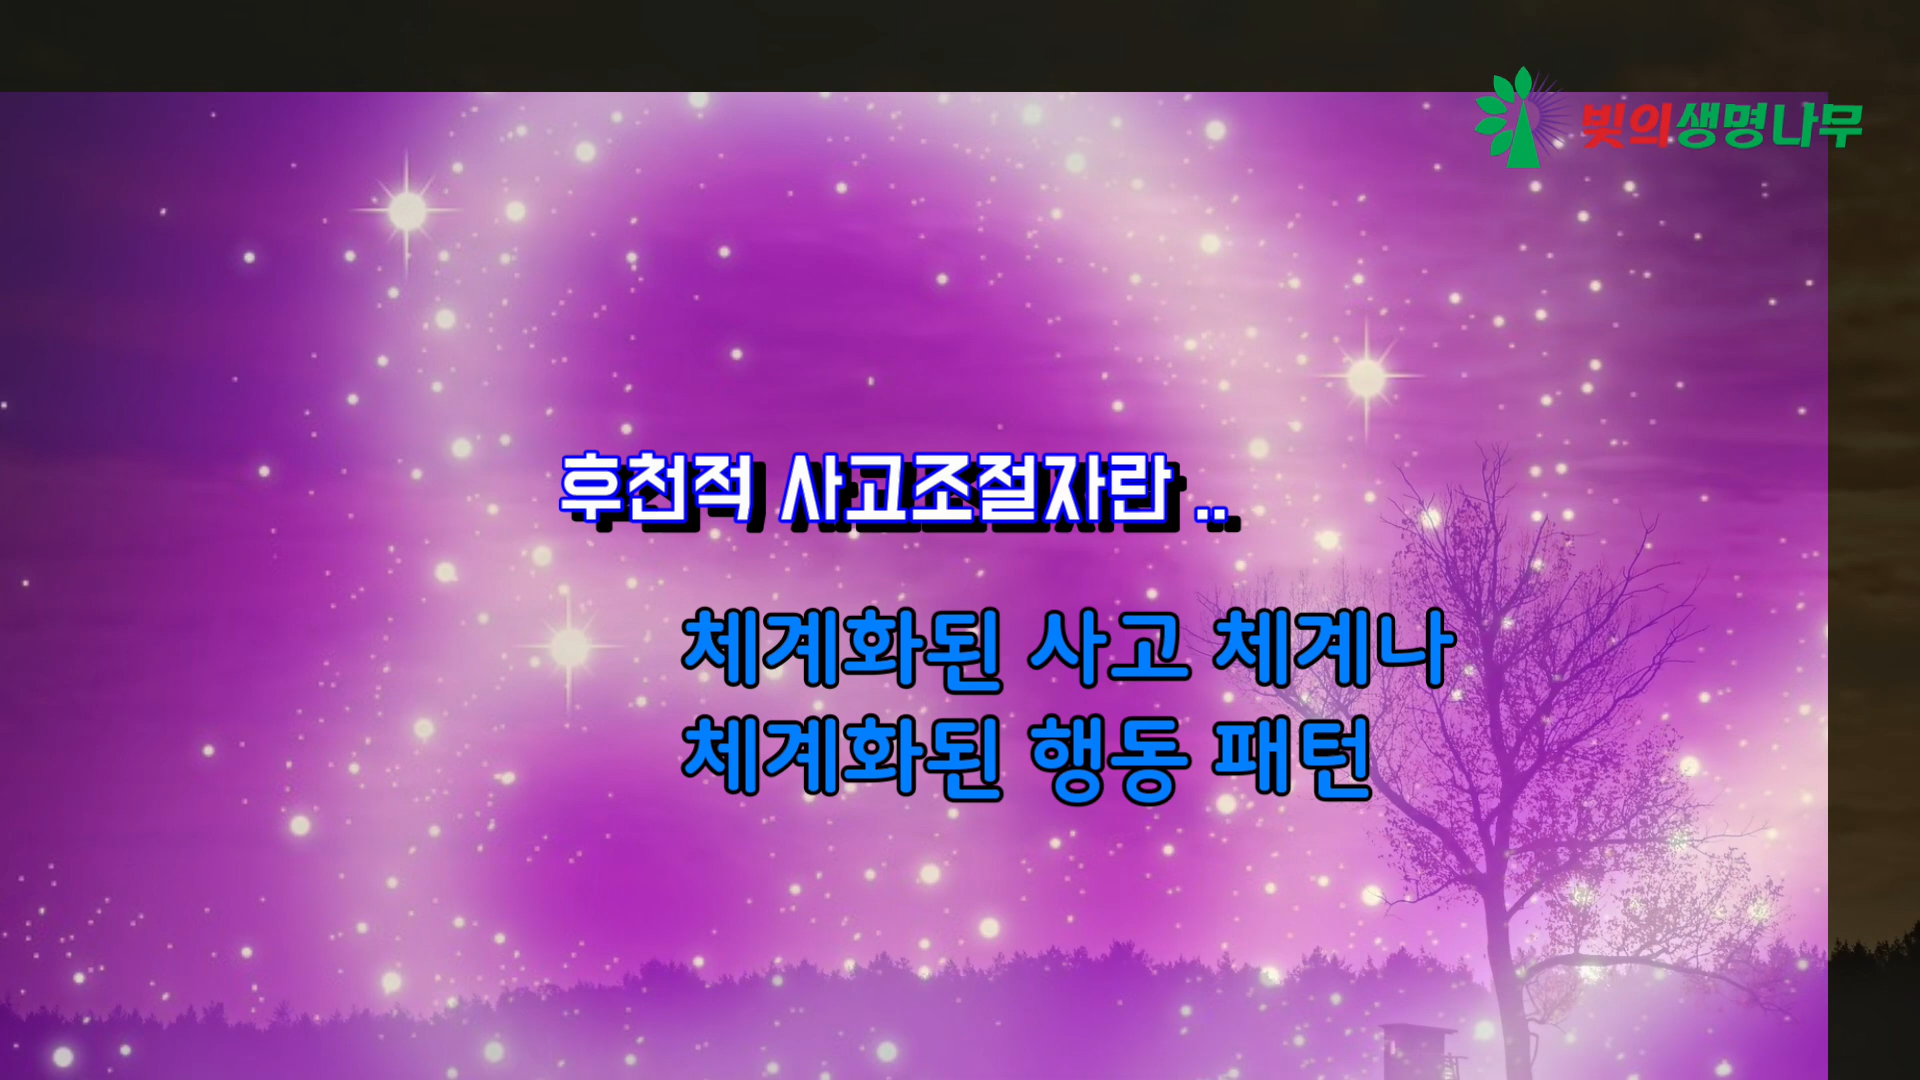 빛의생명나무
후천적 사고조절자란 ..
체계화된 사고 체계나
체계화된 행동 패턴